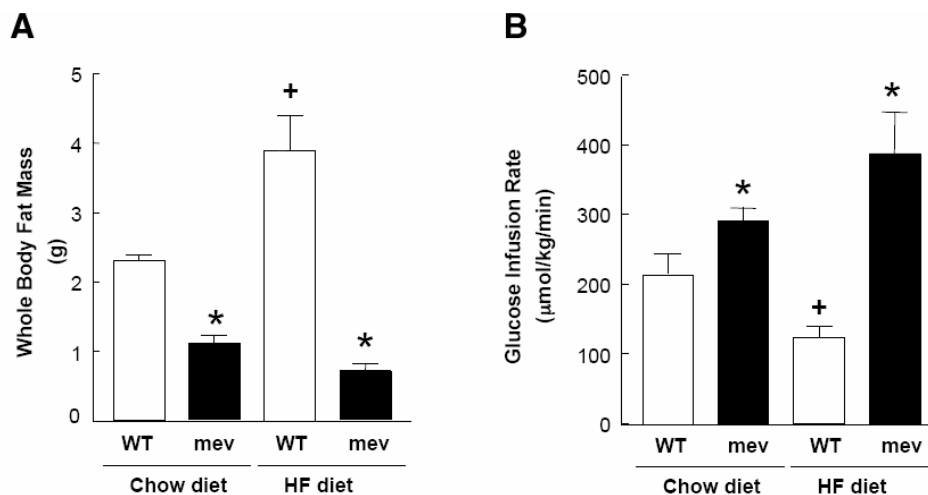 A
Whole Body Fat Mass
(g)
5
4
3
2
1
0
+
*
*
WT
mev
WT
mev
Chow diet
HF diet
B
Glucose Infusion Rate
(μmol/kg/min)
500
400
300
200
100
0
*
+
*
WT
mev
WT
mev
Chow diet
HF diet